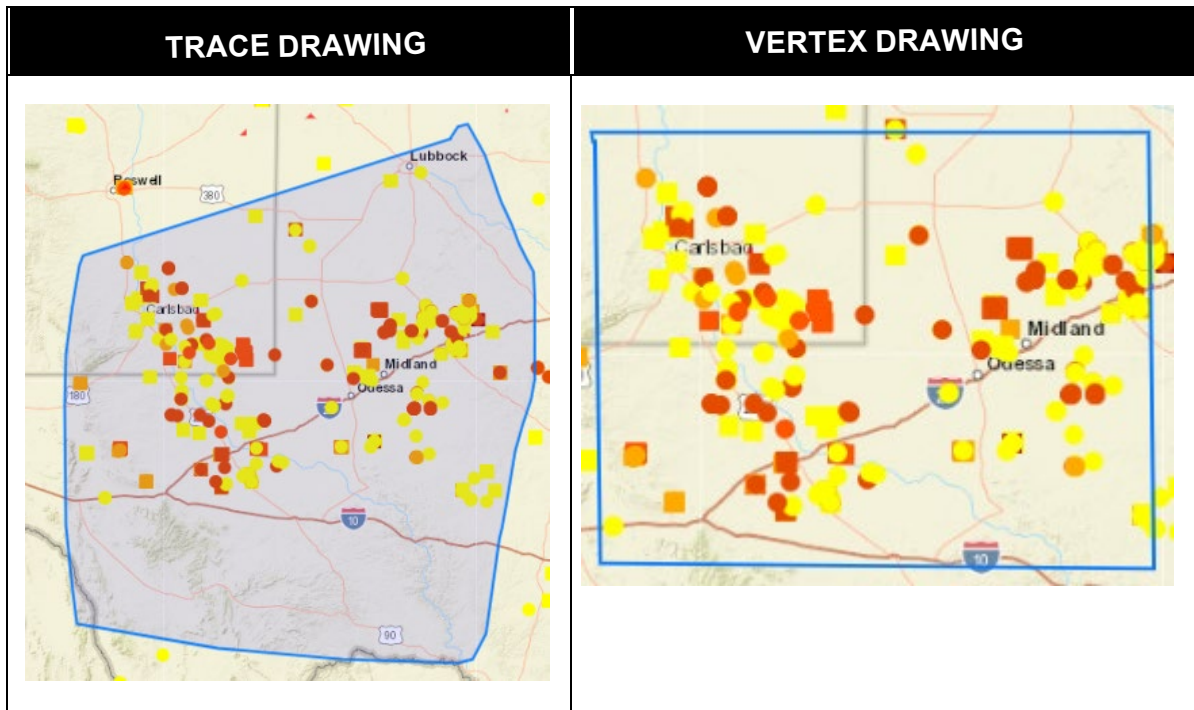 TRACE DRAWING
VERTEX DRAWING
Lubbock
Roswell
380
Carlsbad
Midland
Odessa
180
10
90
Carlsbad
Midland
Odessa
10